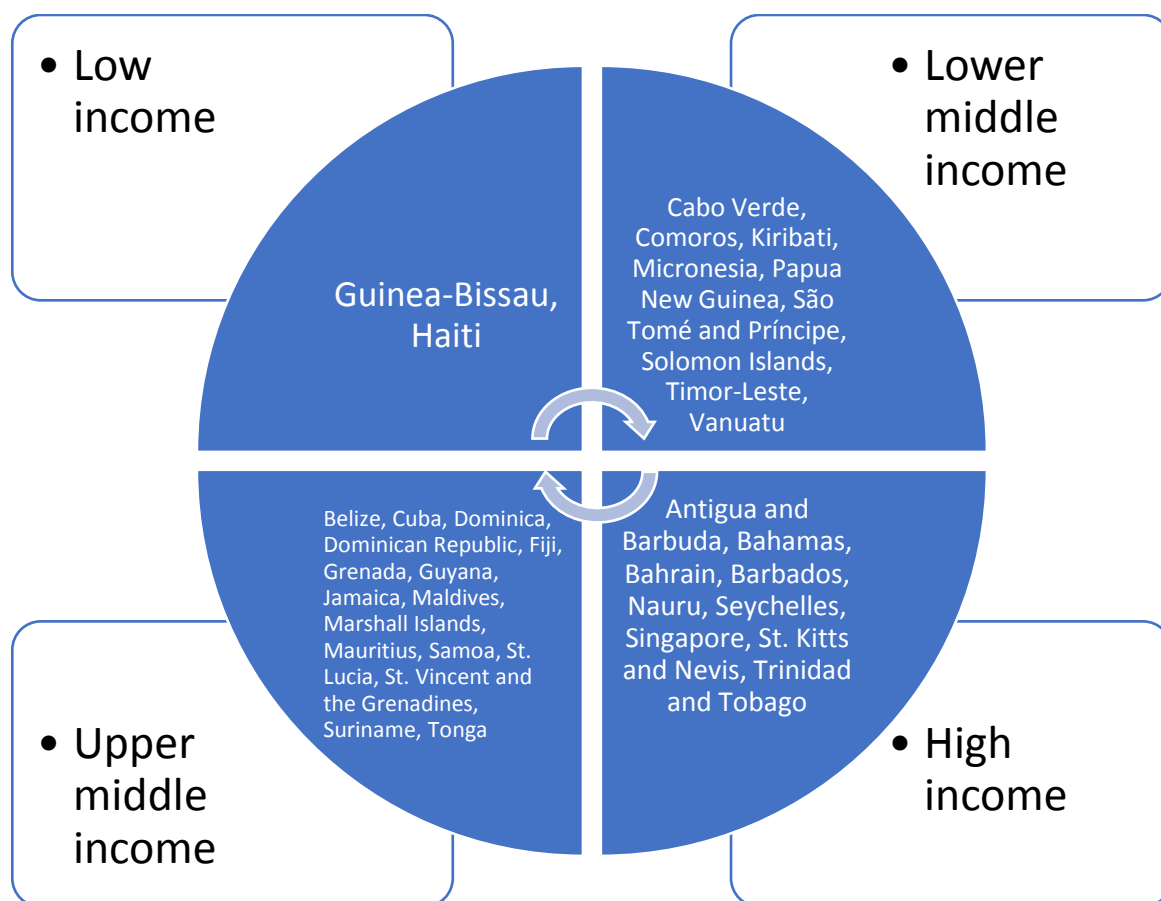 • Low
income
Guinea-Bissau,
Haiti
• Lower
middle
income
Cabo Verde,
Comoros, Kiribati,
Micronesia, Papua
New Guinea, São
Tomé and Príncipe,
Solomon Islands,
Timor-Leste,
Vanuatu
Belize, Cuba, Dominica,
Dominican Republic, Fiji,
Grenada, Guyana,
Jamaica, Maldives,
Marshall Islands,
Mauritius, Samoa, St.
Lucia, St. Vincent and
the Grenadines,
Suriname, Tonga
• Upper
middle
income
Antigua and
Barbuda, Bahamas,
Bahrain, Barbados,
Nauru, Seychelles,
Singapore, St. Kitts
and Nevis, Trinidad
and Tobago
• High
income